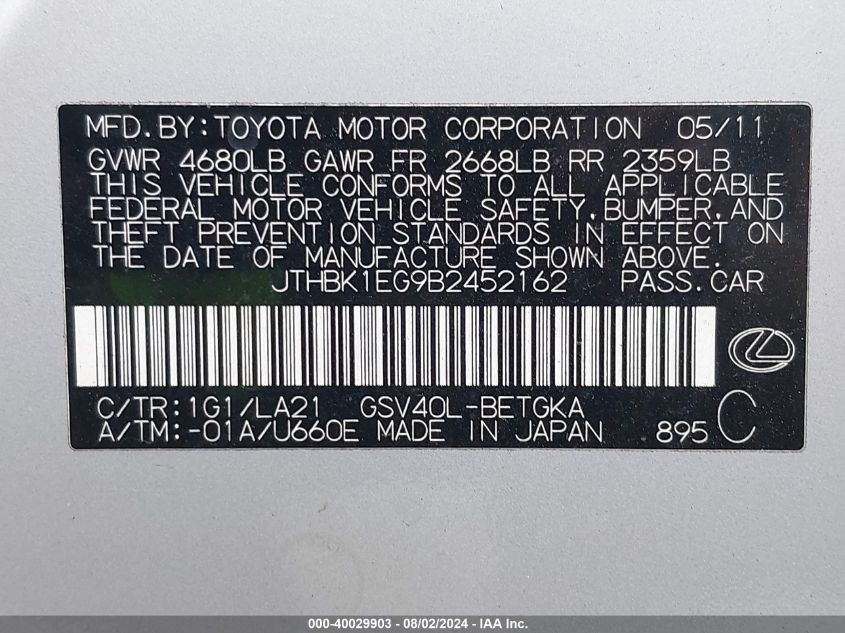 MFD.BY:TOYOTA MOTOR CORPORATION 05/11
GVWR 4680LB GAWR FR 2668LB RR 2359LB
THIS VEHICLE CONFORMS TO ALL APPLICABLE
FEDERAL MOTOR VEHICLE SAFETY,BUMPER,AND
THEFT PREVENTION STANDARDS IN EFFECT ON
THE DATE OF MANUFACTURE SHOWN ABOVE.
JTHBK1EG9B2452162 PASS.CAR
C/TR:1G1/LA21 GSV40L-BETGKA
A/TM:-01A/U660E MADE IN JAPAN 895 C
000-40029903 - 08/02/2024 - IAA Inc.